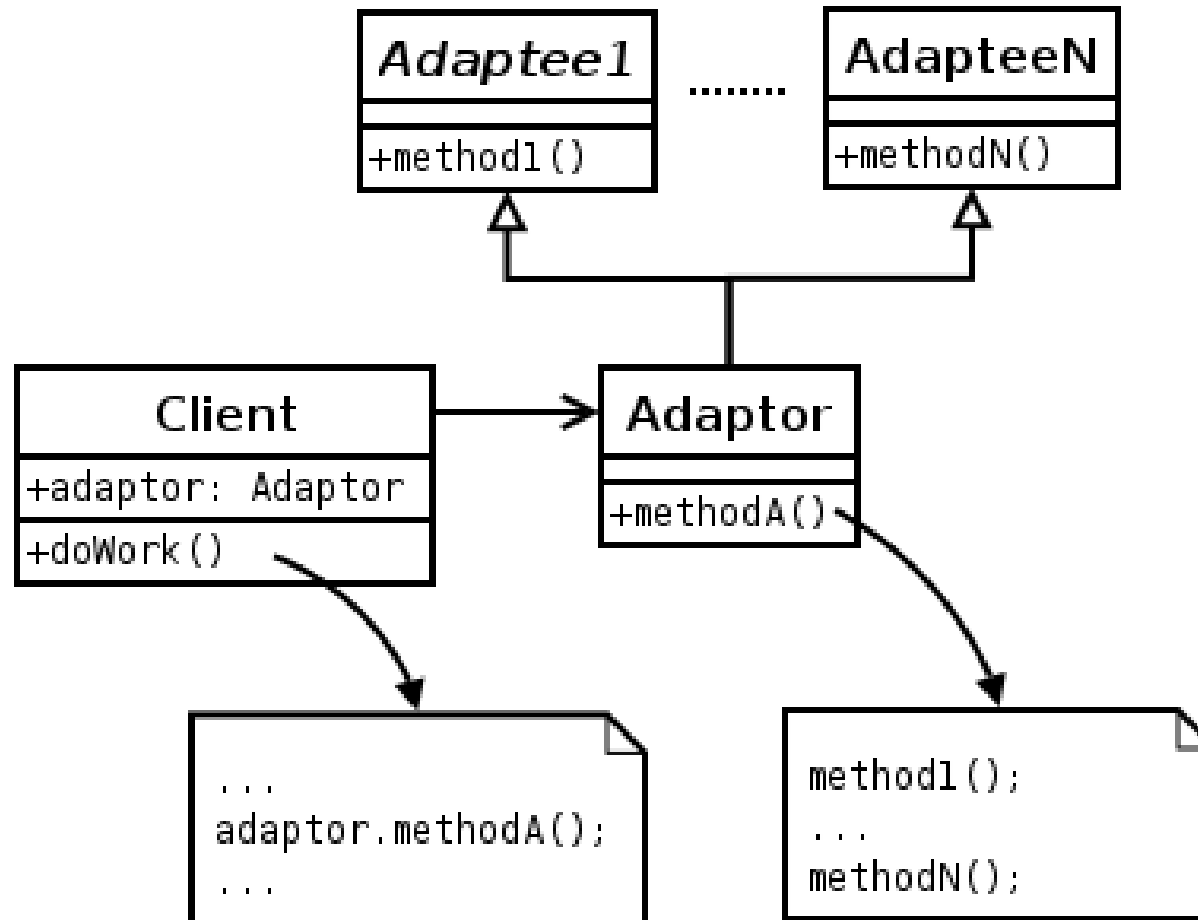 Adaptee1
+method1()
........
AdapteeN
+methodN()
Client
+adaptor: Adaptor
+doWork()
Adaptor
+methodA()
...
adaptor.methodA();
...
method1();
...
methodN();